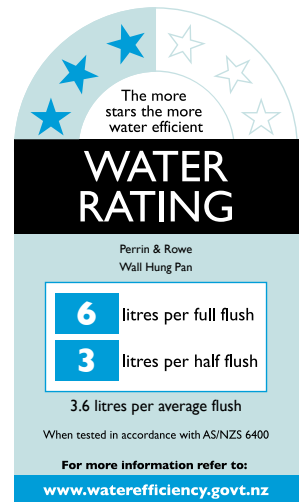 The more
stars the more
water efficient
WATER
RATING
Perrin & Rowe
Wall Hung Pan
6 litres per full flush
3 litres per half flush
3.6 litres per average flush
When tested in accordance with AS/NZS 6400
For more information refer to:
www.waterefficiency.govt.nz